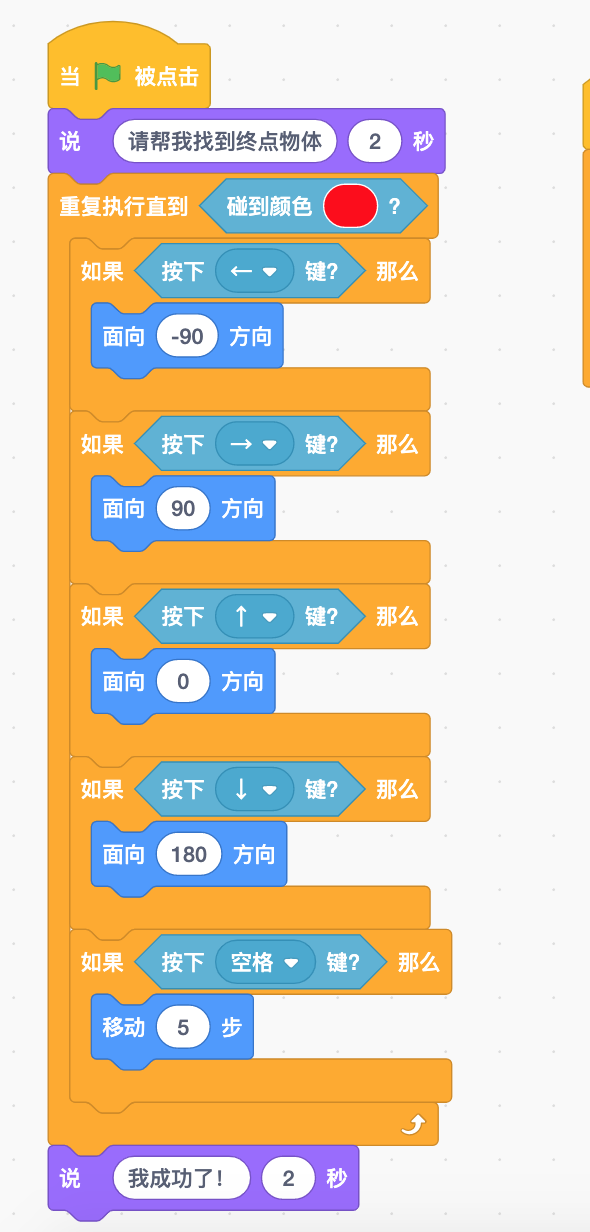 当 被点击
说 请帮我找到终点物体 2 秒
重复执行直到 碰到颜色 ?
如果 按下 ← 键? 那么
面向 -90 方向
如果 按下 → 键? 那么
面向 90 方向
如果 按下 ↑ 键? 那么
面向 0 方向
如果 按下 ↓ 键? 那么
面向 180 方向
如果 按下 空格 键? 那么
移动 5 步
说 我成功了! 2 秒